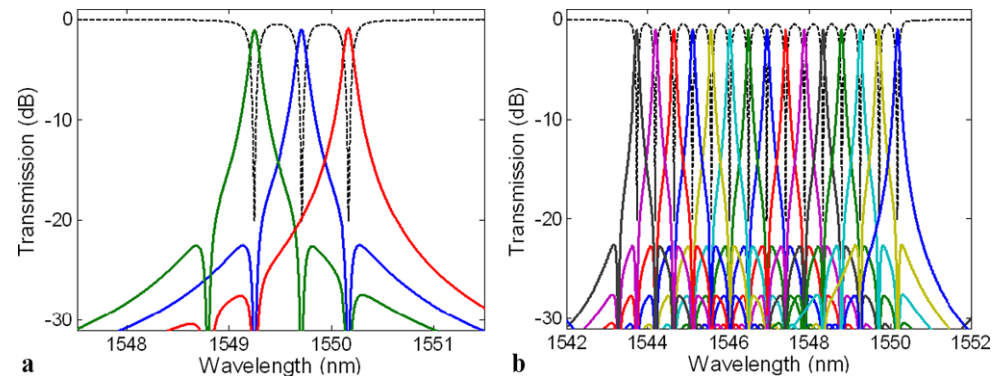 0
-10
-20
-30
Transmission (dB)
1548 1549 1550 1551
Wavelength (nm)
a
0
-10
-20
-30
Transmission (dB)
1542 1544 1546 1548 1550 1552
Wavelength (nm)
b